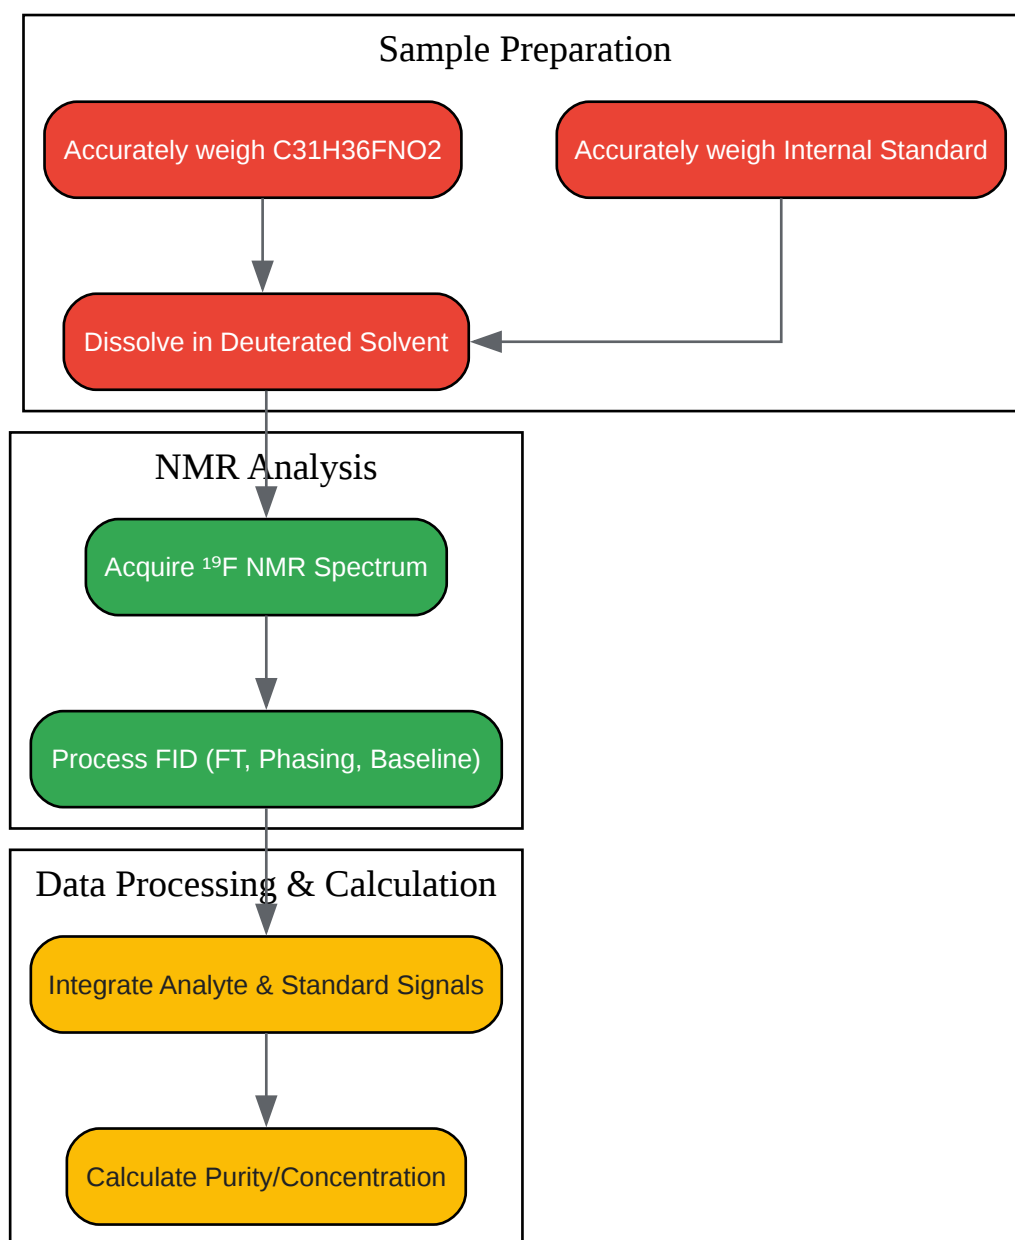 Sample Preparation
Accurately weigh C31H36FNO2
Accurately weigh Internal Standard
Dissolve in Deuterated Solvent
NMR Analysis
Acquire ¹⁹F NMR Spectrum
Process FID (FT, Phasing, Baseline)
Data Processing & Calculation
Integrate Analyte & Standard Signals
Calculate Purity/Concentration